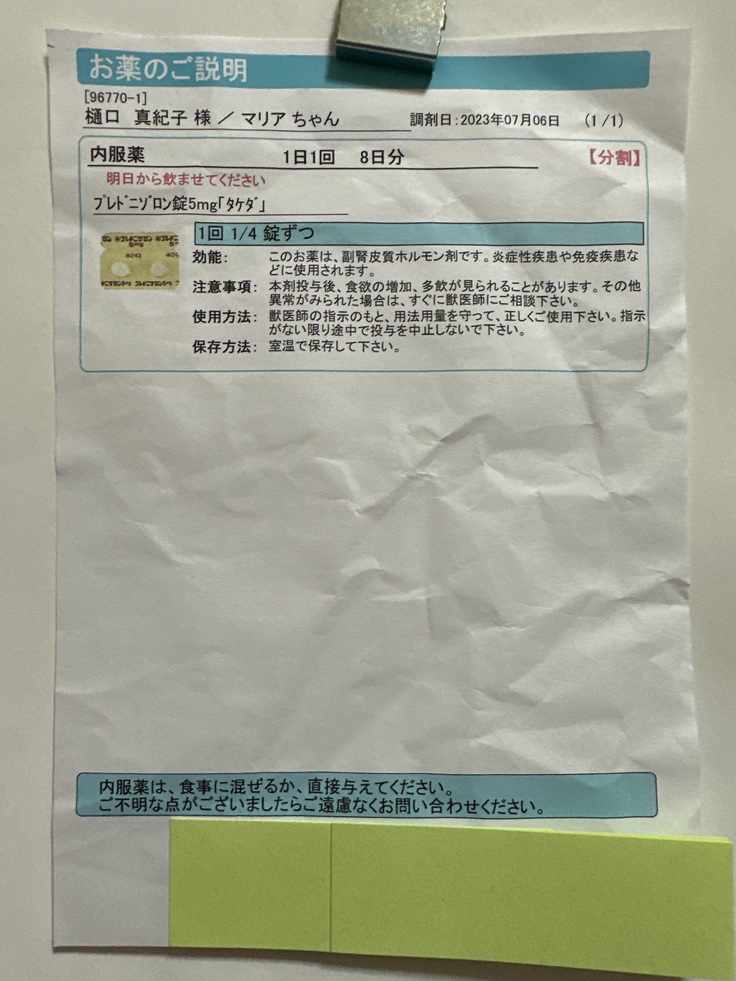 お薬のご説明
[96770-1]
樋口 真紀子 様 ／ マリア ちゃん 調剤日:2023年07月06日 (1/1)
内服薬 1日1回 8日分 【分割】
明日から飲ませてください
ﾌﾟﾚﾄﾞﾆｿﾞﾛﾝ錠5mg「ﾀｹﾀﾞ」
1回 1/4 錠ずつ
効能: このお薬は、副腎皮質ホルモン剤です。炎症性疾患や免疫疾患な
どに使用されます。
注意事項: 本剤投与後、食欲の増加、多飲が見られることがあります。その他
異常がみられた場合は、すぐに獣医師にご相談下さい。
使用方法: 獣医師の指示のもと、用法用量を守って、正しくご使用下さい。指示
がない限り途中で投与を中止しないで下さい。
保存方法: 室温で保存して下さい。
内服薬は、食事に混ぜるか、直接与えてください。
ご不明な点がございましたらご遠慮なくお問い合わせください。